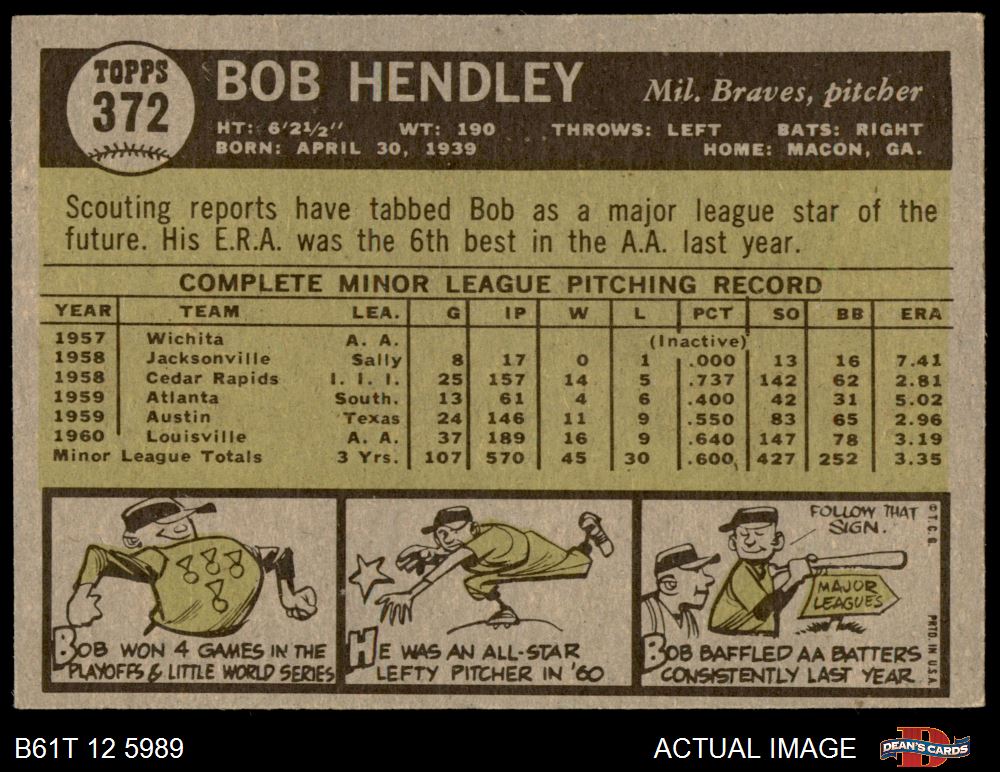 TOPPS
372
BOB HENDLEY
Mil. Braves, pitcher
HT: 6'2½" WT: 190 THROWS: LEFT BATS: RIGHT
BORN: APRIL 30, 1939 HOME: MACON, GA.
Scouting reports have tabbed Bob as a major league star of the
future. His E.R.A. was the 6th best in the A.A. last year.
COMPLETE MINOR LEAGUE PITCHING RECORD
YEAR TEAM LEA. G IP W L PCT SO BB ERA
1957 Wichita A. A. (Inactive)
1958 Jacksonville Sally 8 17 0 1 .000 13 16 7.41
1958 Cedar Rapids I. I. I. 25 157 14 5 .737 142 62 2.81
1959 Atlanta South. 13 61 4 6 .400 42 31 5.02
1959 Austin Texas 24 146 11 9 .550 83 65 2.96
1960 Louisville A. A. 37 189 16 9 .640 147 78 3.19
Minor League Totals 3 Yrs. 107 570 45 30 .600 427 252 3.35
BOB WON 4 GAMES IN THE
PLAYOFFS & LITTLE WORLD SERIES
HE WAS AN ALL-STAR
LEFTY PITCHER IN '60
FOLLOW THAT
SIGN.
MAJOR
LEAGUES
BOB BAFFLED AA BATTERS
CONSISTENTLY LAST YEAR
©T.C.G.
PRTD. IN U.S.A.
B61T 12 5989
ACTUAL IMAGE
DEAN'S CARDS